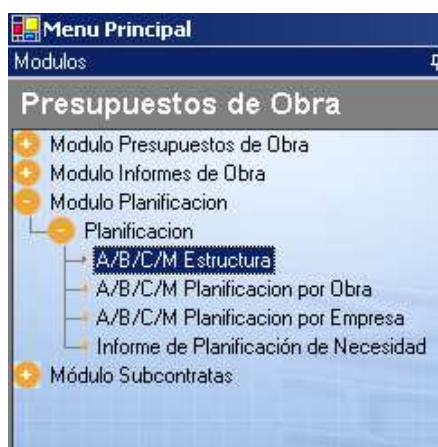 Menu Principal
Modulos
Presupuestos de Obra
Modulo Presupuestos de Obra
Modulo Informes de Obra
Modulo Planificacion
Planificacion
A/B/C/M Estructura
A/B/C/M Planificacion por Obra
A/B/C/M Planificacion por Empresa
Informe de Planificación de Necesidad
Módulo Subcontratas